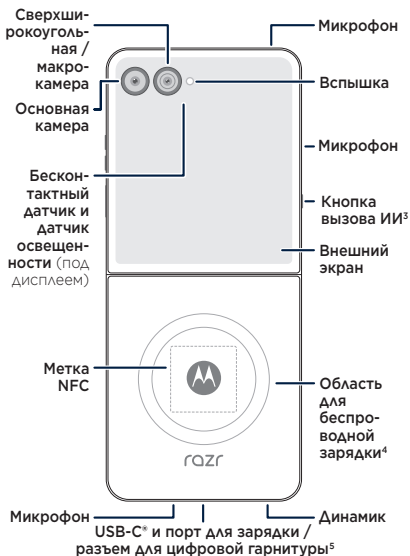 Сверхши-
рокоуголь-
ная /
макро-
камера
Основная
камера
Бескон-
тактный
датчик и
датчик
освещен-
ности (под
дисплеем)
Метка
NFC
Микрофон
Вспышка
Микрофон
Кнопка
вызова ИИ³
Внешний
экран
Область
для
беспро-
водной
зарядки⁴
razr
Микрофон
USB-C® и порт для зарядки /
разъем для цифровой гарнитуры⁵
Динамик